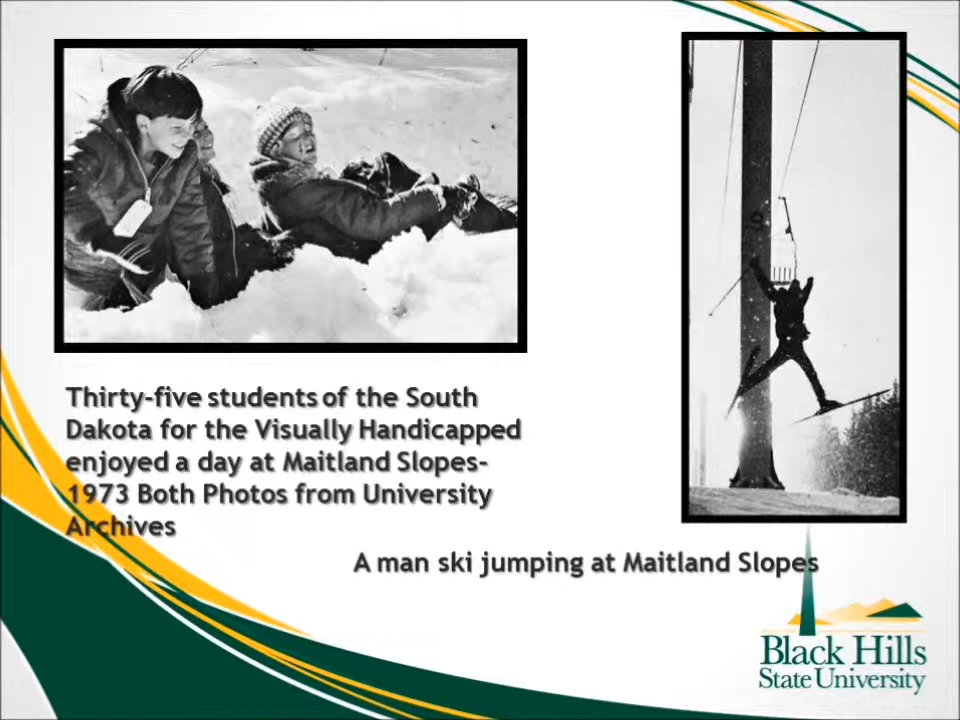 Thirty-five students of the South
Dakota for the Visually Handicapped
enjoyed a day at Maitland Slopes-
1973 Both Photos from University
Archives
A man ski jumping at Maitland Slopes
Black Hills
State University